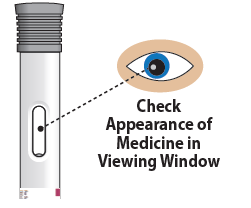 Check
Appearance of
Medicine in
Viewing Window